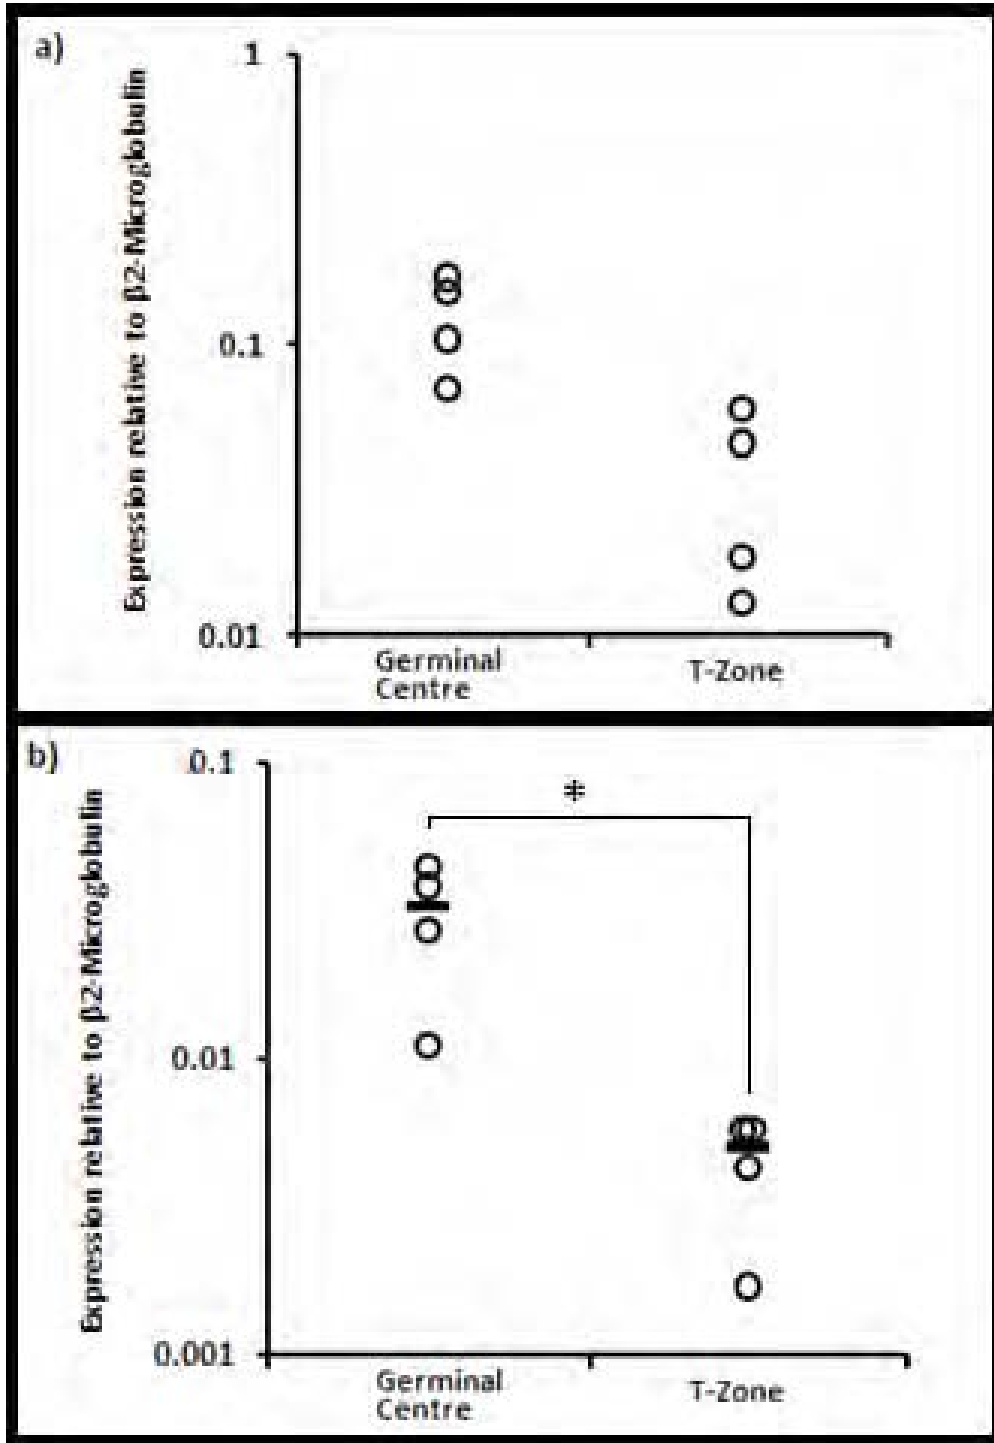 a)
Expression relative to β2-Microglobulin
1
0.1
0.01
Germinal
Centre
T-Zone
b)
Expression relative to β2-Microglobulin
0.1
*
0.01
0.001
Germinal
Centre
T-Zone